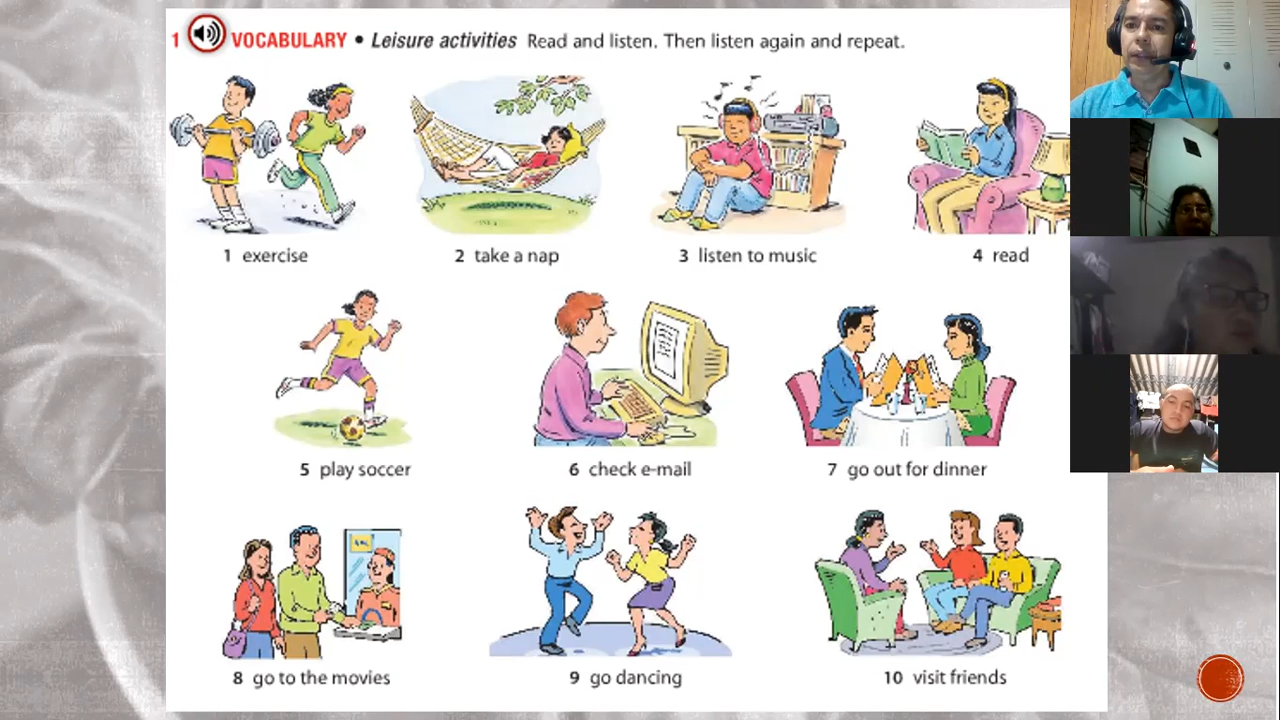 1 VOCABULARY • Leisure activities Read and listen. Then listen again and repeat.
1 exercise
2 take a nap
3 listen to music
4 read
5 play soccer
6 check e-mail
7 go out for dinner
8 go to the movies
9 go dancing
10 visit friends